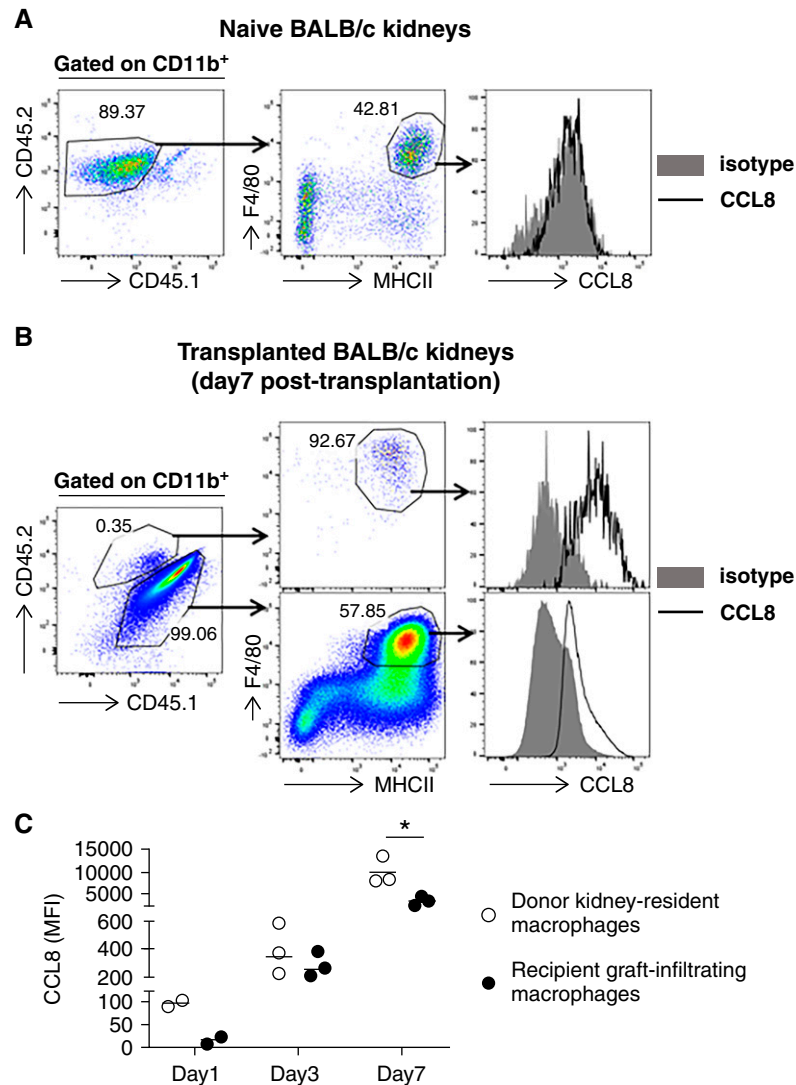 A
Naive BALB/c kidneys
Gated on CD11b⁺
89.37
42.81
CD45.2
F4/80
isotype
CCL8
CD45.1
MHCII
CCL8
B
Transplanted BALB/c kidneys
(day7 post-transplantation)
Gated on CD11b⁺
92.67
0.35
CD45.2
99.06
57.85
F4/80
isotype
CCL8
CD45.1
MHCII
CCL8
C
CCL8 (MFI)
15000
10000
5000
600
400
200
100
50
0
*
Day1
Day3
Day7
Donor kidney-resident
macrophages
Recipient graft-infiltrating
macrophages